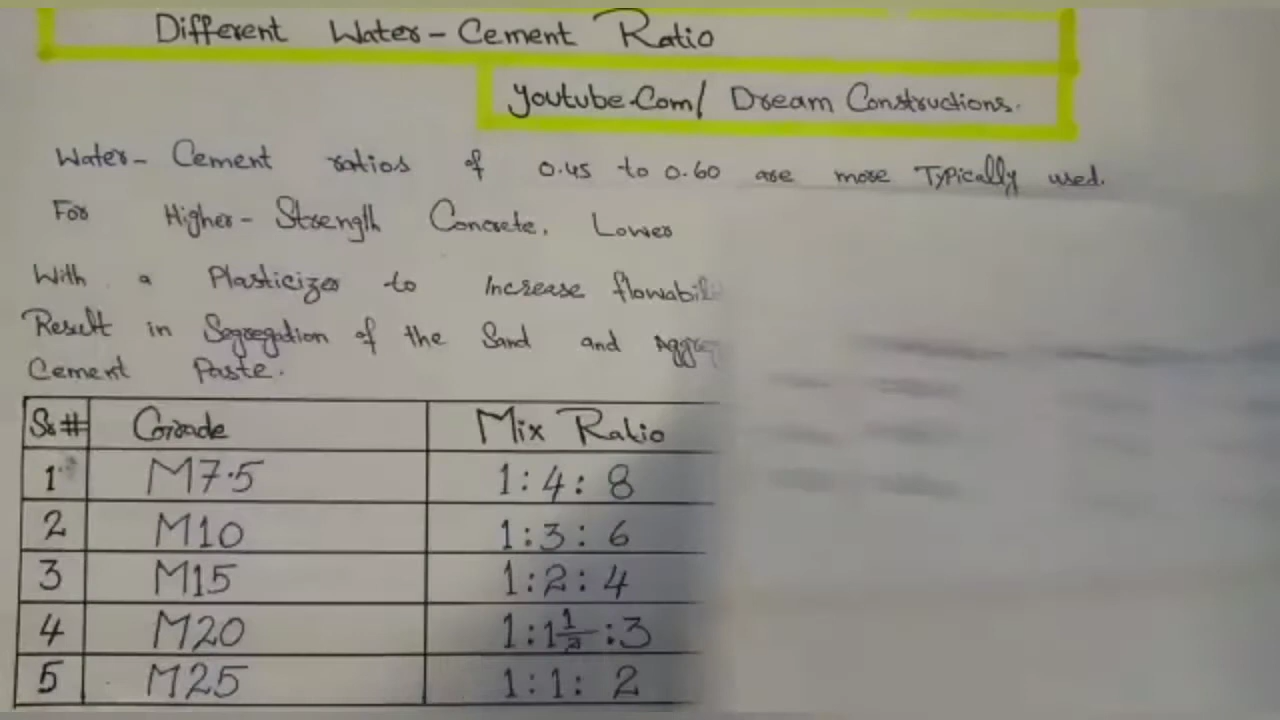 Different Water-Cement Ratio
Youtube.Com/ Dream Constructions.
Water-Cement ratios of 0.45 to 0.60 are more Typically used.
For Higher-Strength Concrete, Lower
With a Plasticizer to Increase flowabil
Result in Segregation of the Sand and Aggre
Cement Paste.
Sr# Grade Mix Ratio
1 M7.5 1:4:8
2 M10 1:3:6
3 M15 1:2:4
4 M20 1:1½:3
5 M25 1:1:2